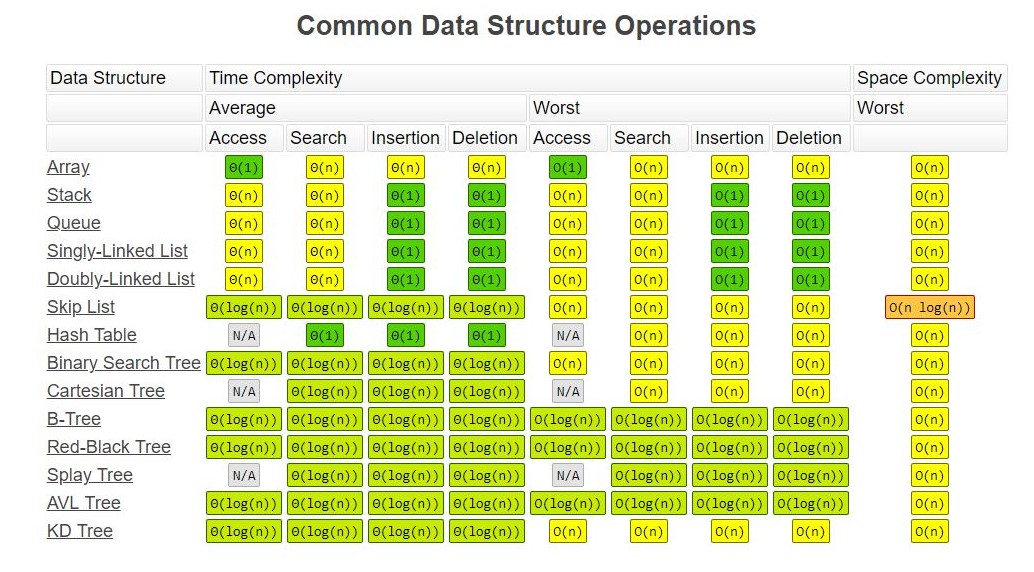 Common Data Structure Operations
Data Structure Time Complexity Space Complexity
Average Worst Worst
Access Search Insertion Deletion Access Search Insertion Deletion
Array Θ(1) Θ(n) Θ(n) Θ(n) O(1) O(n) O(n) O(n) O(n)
Stack Θ(n) Θ(n) Θ(1) Θ(1) O(n) O(n) O(1) O(1) O(n)
Queue Θ(n) Θ(n) Θ(1) Θ(1) O(n) O(n) O(1) O(1) O(n)
Singly-Linked List Θ(n) Θ(n) Θ(1) Θ(1) O(n) O(n) O(1) O(1) O(n)
Doubly-Linked List Θ(n) Θ(n) Θ(1) Θ(1) O(n) O(n) O(1) O(1) O(n)
Skip List Θ(log(n)) Θ(log(n)) Θ(log(n)) Θ(log(n)) O(n) O(n) O(n) O(n) O(n log(n))
Hash Table N/A Θ(1) Θ(1) Θ(1) N/A O(n) O(n) O(n) O(n)
Binary Search Tree Θ(log(n)) Θ(log(n)) Θ(log(n)) Θ(log(n)) O(n) O(n) O(n) O(n) O(n)
Cartesian Tree N/A Θ(log(n)) Θ(log(n)) Θ(log(n)) N/A O(n) O(n) O(n) O(n)
B-Tree Θ(log(n)) Θ(log(n)) Θ(log(n)) Θ(log(n)) O(log(n)) O(log(n)) O(log(n)) O(log(n)) O(n)
Red-Black Tree Θ(log(n)) Θ(log(n)) Θ(log(n)) Θ(log(n)) O(log(n)) O(log(n)) O(log(n)) O(log(n)) O(n)
Splay Tree N/A Θ(log(n)) Θ(log(n)) Θ(log(n)) N/A O(log(n)) O(log(n)) O(log(n)) O(n)
AVL Tree Θ(log(n)) Θ(log(n)) Θ(log(n)) Θ(log(n)) O(log(n)) O(log(n)) O(log(n)) O(log(n)) O(n)
KD Tree Θ(log(n)) Θ(log(n)) Θ(log(n)) Θ(log(n)) O(n) O(n) O(n) O(n) O(n)